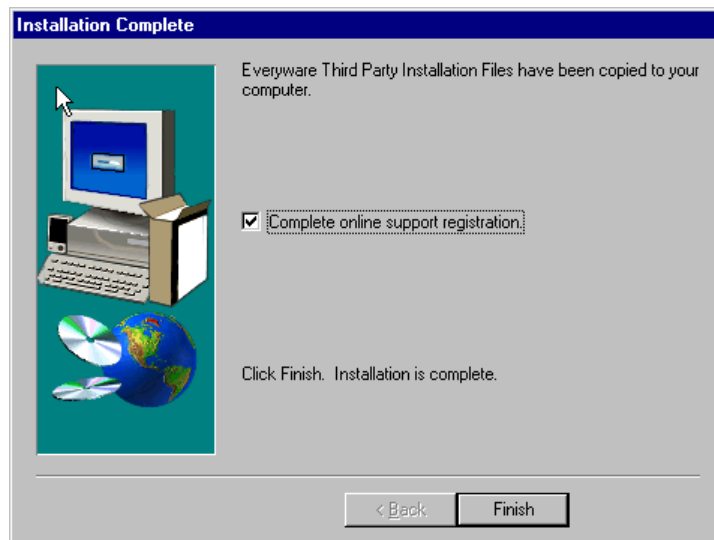 Installation Complete
Everyware Third Party Installation Files have been copied to your
computer.
Complete online support registration.
Click Finish.  Installation is complete.
< Back
Finish